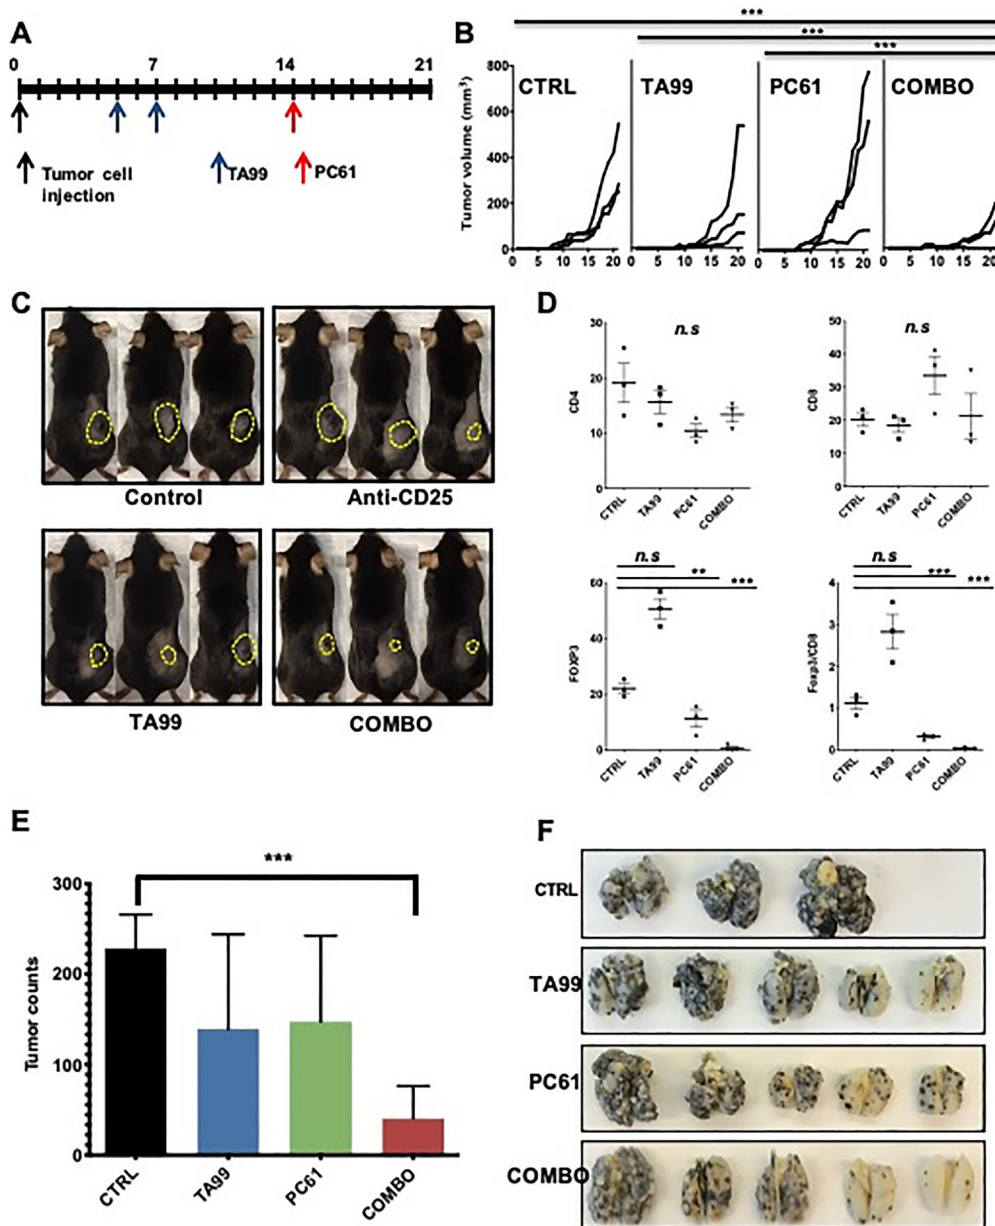 A
0 7 14 21
Tumor cell
injection
TA99
PC61
B
***
***
***
CTRL TA99 PC61 COMBO
Tumor volume (mm³)
800
600
400
200
0
0 5 10 15 20 0 5 10 15 20 0 5 10 15 20 0 5 10 15 20
C
Control
Anti-CD25
TA99
COMBO
D
n.s
CD4
30
20
10
0
CTRL TA99 PC61 COMBO
n.s
CD8
50
40
30
20
10
0
CTRL TA99 PC61 COMBO
n.s
**
***
FOXP3
60
40
20
0
CTRL TA99 PC61 COMBO
n.s
***
***
Foxp3/CD8
4
3
2
1
0
CTRL TA99 PC61 COMBO
E
***
Tumor counts
300
200
100
0
CTRL TA99 PC61 COMBO
F
CTRL
TA99
PC61
COMBO